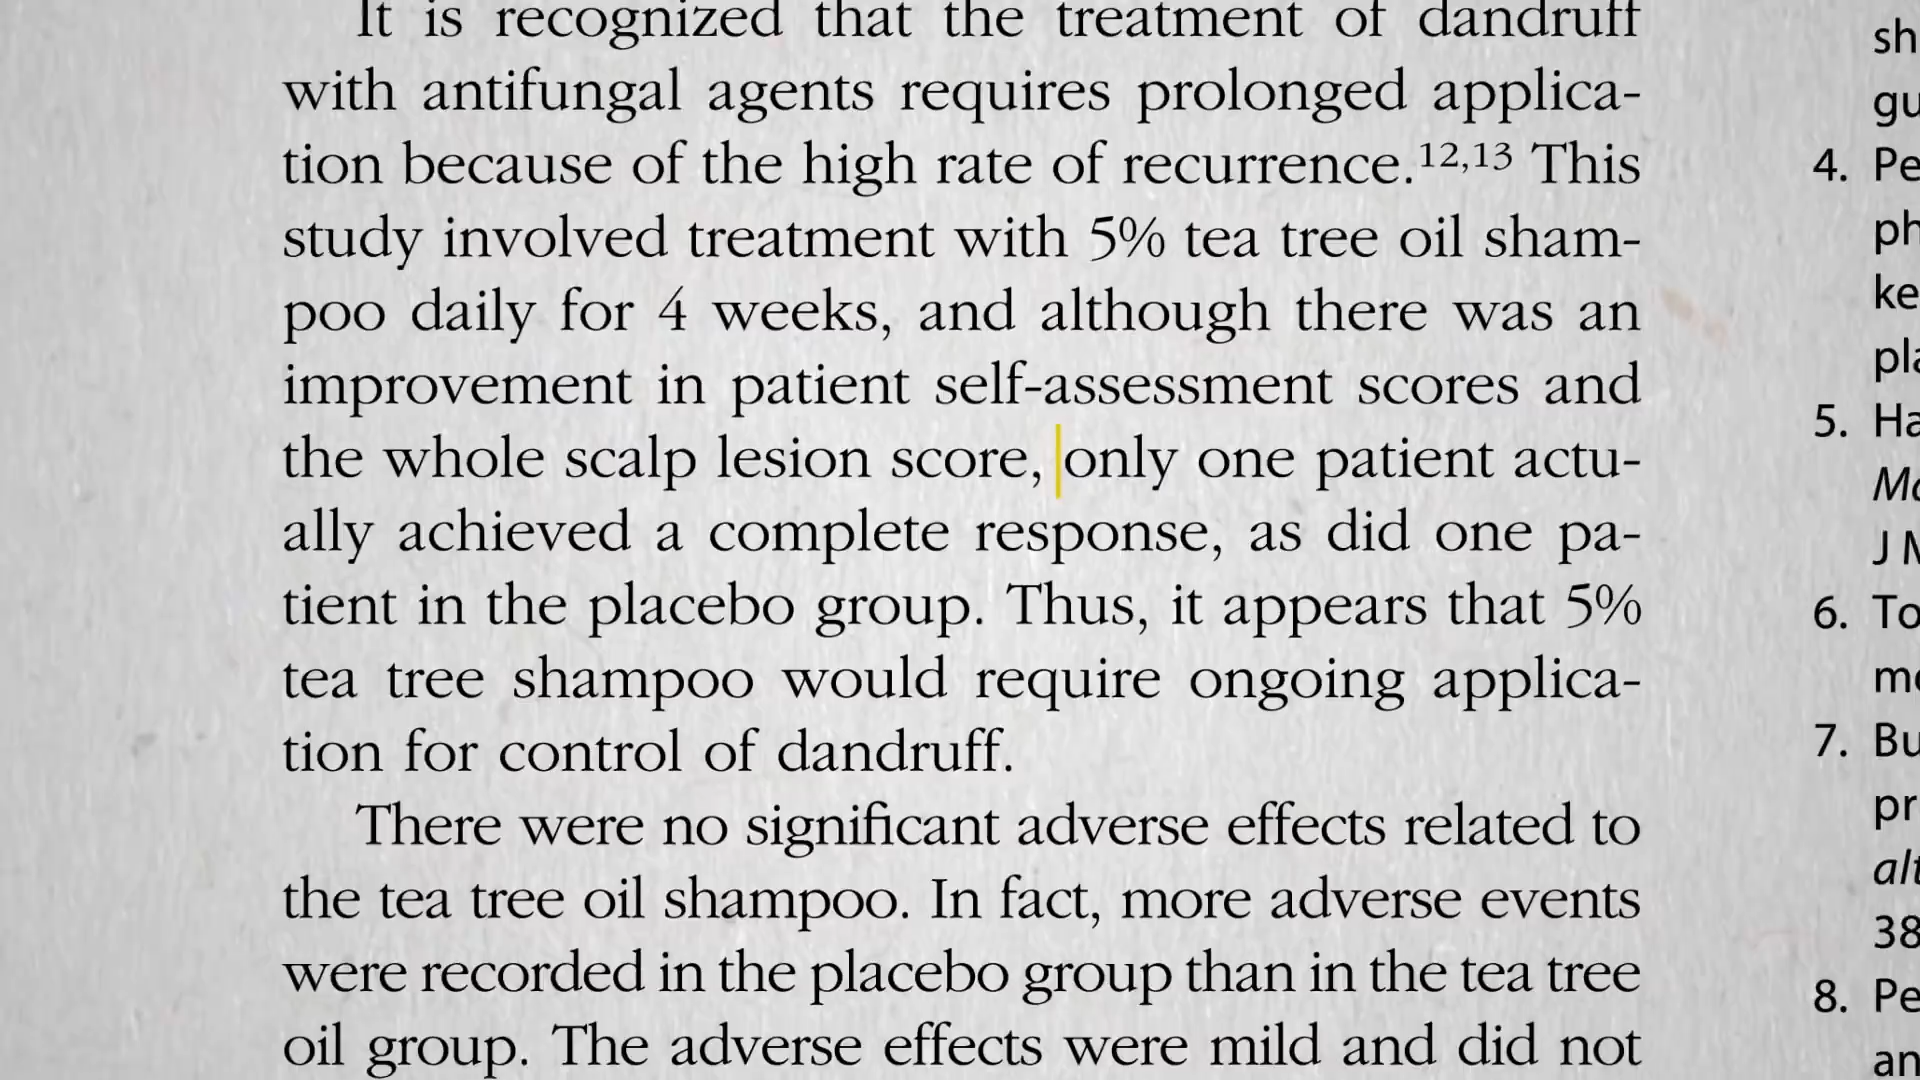 It is recognized that the treatment of dandruff
with antifungal agents requires prolonged applica-
tion because of the high rate of recurrence.12,13 This
study involved treatment with 5% tea tree oil sham-
poo daily for 4 weeks, and although there was an
improvement in patient self-assessment scores and
the whole scalp lesion score, only one patient actu-
ally achieved a complete response, as did one pa-
tient in the placebo group. Thus, it appears that 5%
tea tree shampoo would require ongoing applica-
tion for control of dandruff.
There were no significant adverse effects related to
the tea tree oil shampoo. In fact, more adverse events
were recorded in the placebo group than in the tea tree
oil group. The adverse effects were mild and did not
4.
5.
J
6.
7.
38
8.